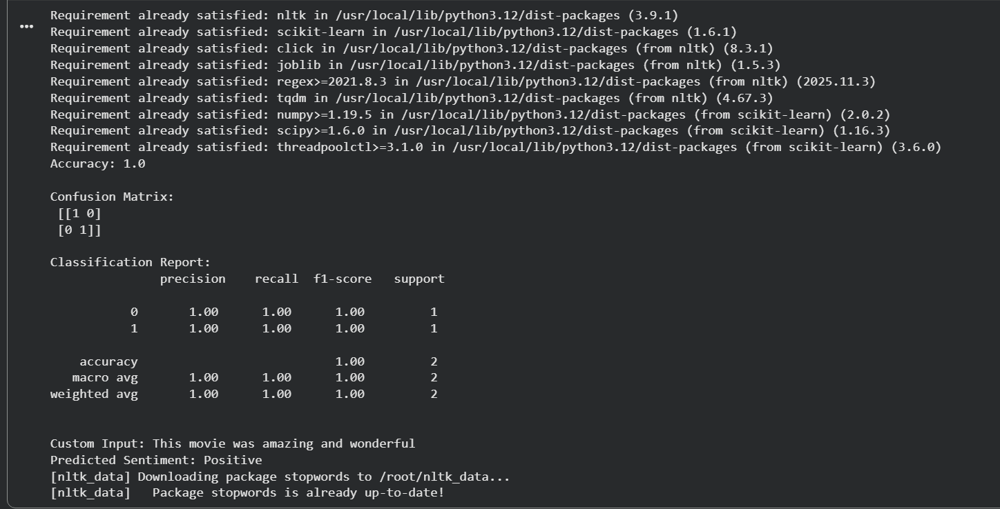 Requirement already satisfied: nltk in /usr/local/lib/python3.12/dist-packages (3.9.1)
Requirement already satisfied: scikit-learn in /usr/local/lib/python3.12/dist-packages (1.6.1)
Requirement already satisfied: click in /usr/local/lib/python3.12/dist-packages (from nltk) (8.3.1)
Requirement already satisfied: joblib in /usr/local/lib/python3.12/dist-packages (from nltk) (1.5.3)
Requirement already satisfied: regex>=2021.8.3 in /usr/local/lib/python3.12/dist-packages (from nltk) (2025.11.3)
Requirement already satisfied: tqdm in /usr/local/lib/python3.12/dist-packages (from nltk) (4.67.3)
Requirement already satisfied: numpy>=1.19.5 in /usr/local/lib/python3.12/dist-packages (from scikit-learn) (2.0.2)
Requirement already satisfied: scipy>=1.6.0 in /usr/local/lib/python3.12/dist-packages (from scikit-learn) (1.16.3)
Requirement already satisfied: threadpoolctl>=3.1.0 in /usr/local/lib/python3.12/dist-packages (from scikit-learn) (3.6.0)
Accuracy: 1.0

Confusion Matrix:
 [[1 0]
 [0 1]]

Classification Report:
               precision    recall  f1-score   support

           0       1.00      1.00      1.00         1
           1       1.00      1.00      1.00         1

    accuracy                           1.00         2
   macro avg       1.00      1.00      1.00         2
weighted avg       1.00      1.00      1.00         2


Custom Input: This movie was amazing and wonderful
Predicted Sentiment: Positive
[nltk_data] Downloading package stopwords to /root/nltk_data...
[nltk_data]   Package stopwords is already up-to-date!